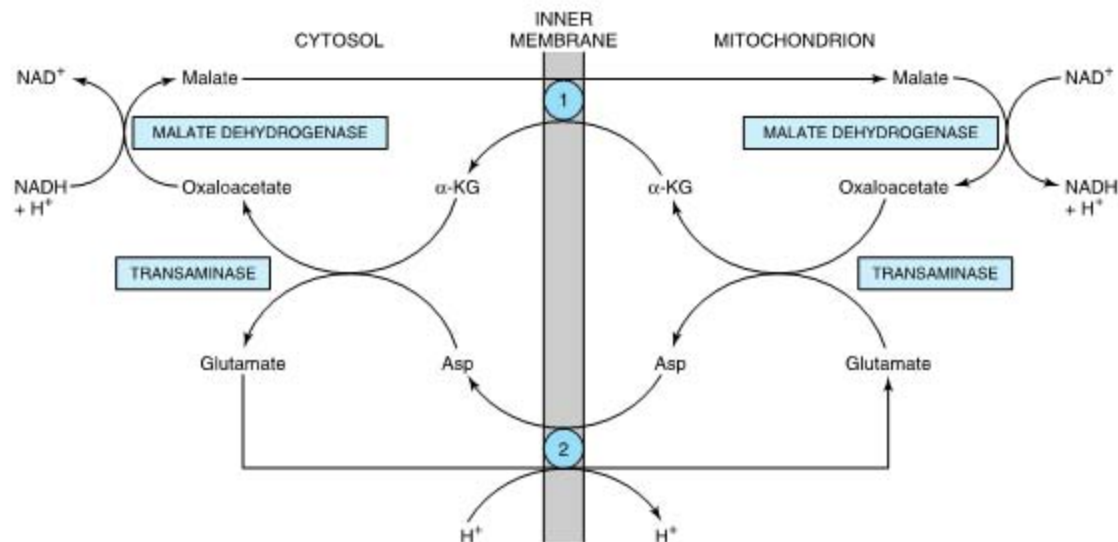 CYTOSOL
INNER
MEMBRANE
MITOCHONDRION
NAD+
Malate
Malate
NAD+
1
MALATE DEHYDROGENASE
MALATE DEHYDROGENASE
NADH
+ H+
Oxaloacetate
α-KG
α-KG
Oxaloacetate
NADH
+ H+
TRANSAMINASE
TRANSAMINASE
Glutamate
Asp
Asp
Glutamate
2
H+
H+